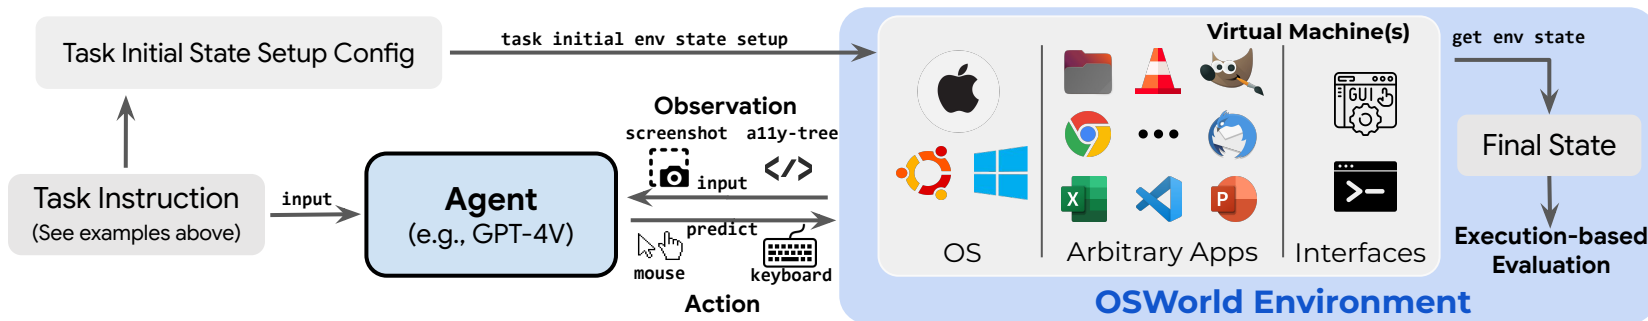 Task Initial State Setup Config
task initial env state setup
Task Instruction
(See examples above)
input
Agent
(e.g., GPT-4V)
Observation
screenshot a11y-tree
</>
input
predict
mouse
keyboard
Action
Virtual Machine(s)
OS
X
P
Arbitrary Apps
GUI
>–
Interfaces
OSWorld Environment
get env state
Final State
Execution-based
Evaluation